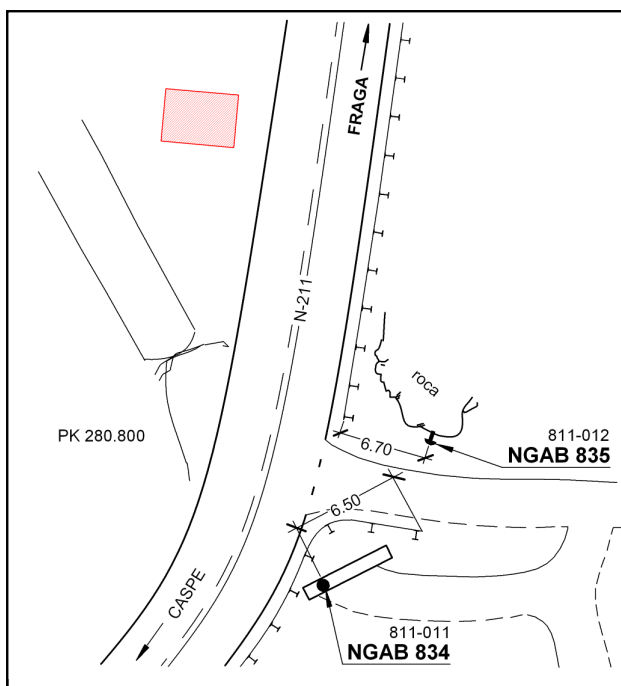 FRAGA
N-211
roca
PK 280.800
6.70
811-012
NGAB 835
6.50
CASPE
811-011
NGAB 834